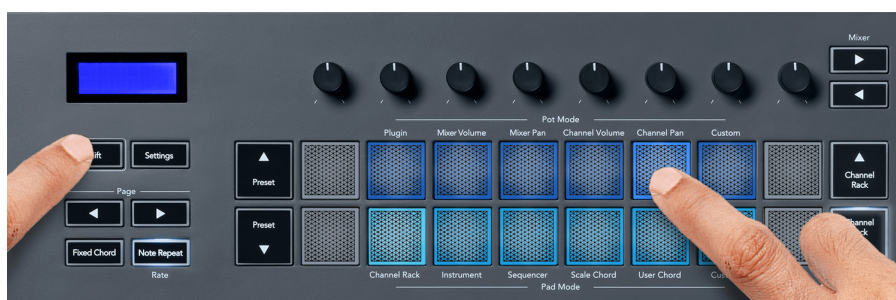 Mixer
Pot Mode
Plugin
Mixer Volume
Mixer Pan
Channel Volume
Channel Pan
Custom
Settings
Preset
Channel
Rack
Page
Preset
Fixed Chord
Note Repeat
Rate
Channel Rack
Instrument
Sequencer
Scale Chord
User Chord
Pad Mode